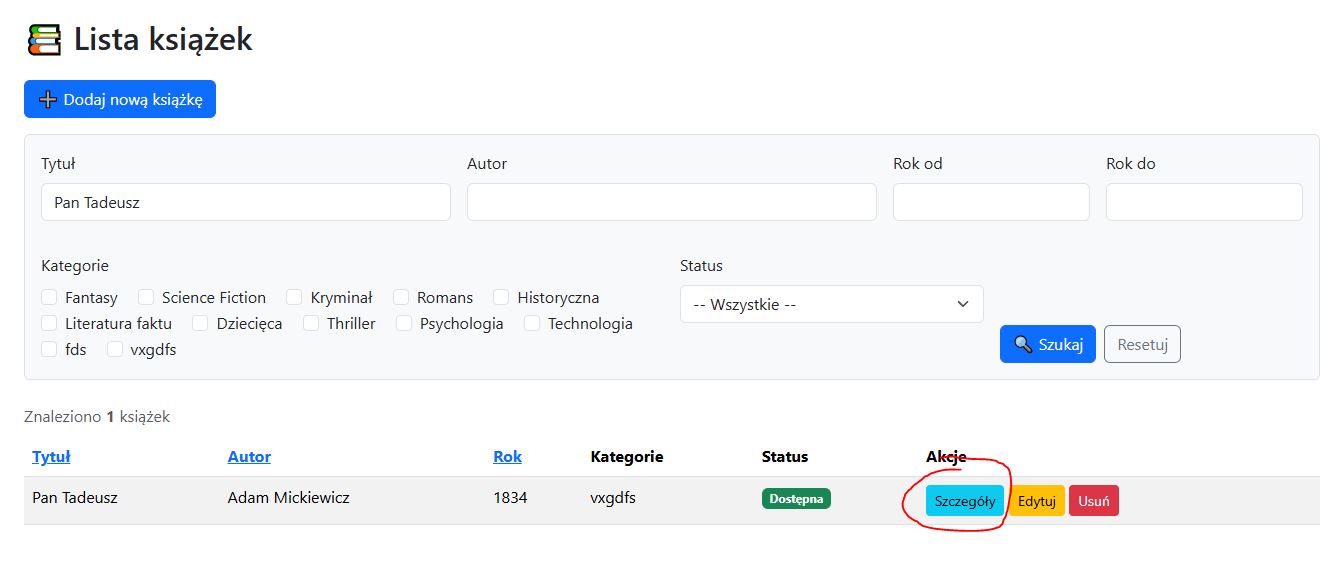 Lista książek
Dodaj nową książkę
Tytuł Autor Rok od Rok do
Pan Tadeusz
Kategorie Status
Fantasy Science Fiction Kryminał Romans Historyczna
-- Wszystkie --
Literatura faktu Dziecięca Thriller Psychologia Technologia
fds vxgdfs
Szukaj Resetuj
Znaleziono 1 książek
Tytuł Autor Rok Kategorie Status Akcje
Pan Tadeusz Adam Mickiewicz 1834 vxgdfs Dostępna Szczegóły Edytuj Usuń